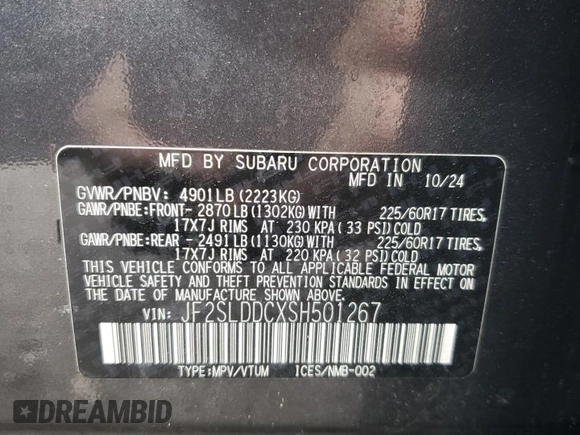 MFD BY SUBARU CORPORATION
MFD IN 10/24
GVWR/PNBV: 4901LB (2223KG)
GAWR/PNBE:FRONT- 2870LB (1302KG)WITH 225/60R17 TIRES,
17X7J RIMS AT 230 KPA ( 33 PSI)COLD
GAWR/PNBE:REAR - 2491LB (1130KG)WITH 225/60R17 TIRES,
17X7J RIMS AT 220 KPA ( 32 PSI)COLD
THIS VEHICLE CONFORMS TO ALL APPLICABLE FEDERAL MOTOR
VEHICLE SAFETY AND THEFT PREVENTION STANDARDS IN EFFECT
ON THE DATE OF MANUFACTURE SHOWN ABOVE.
VIN: JF2SLDDCXSH501267
TYPE:MPV/VTUM ICES/NMB-002
DREAMBID